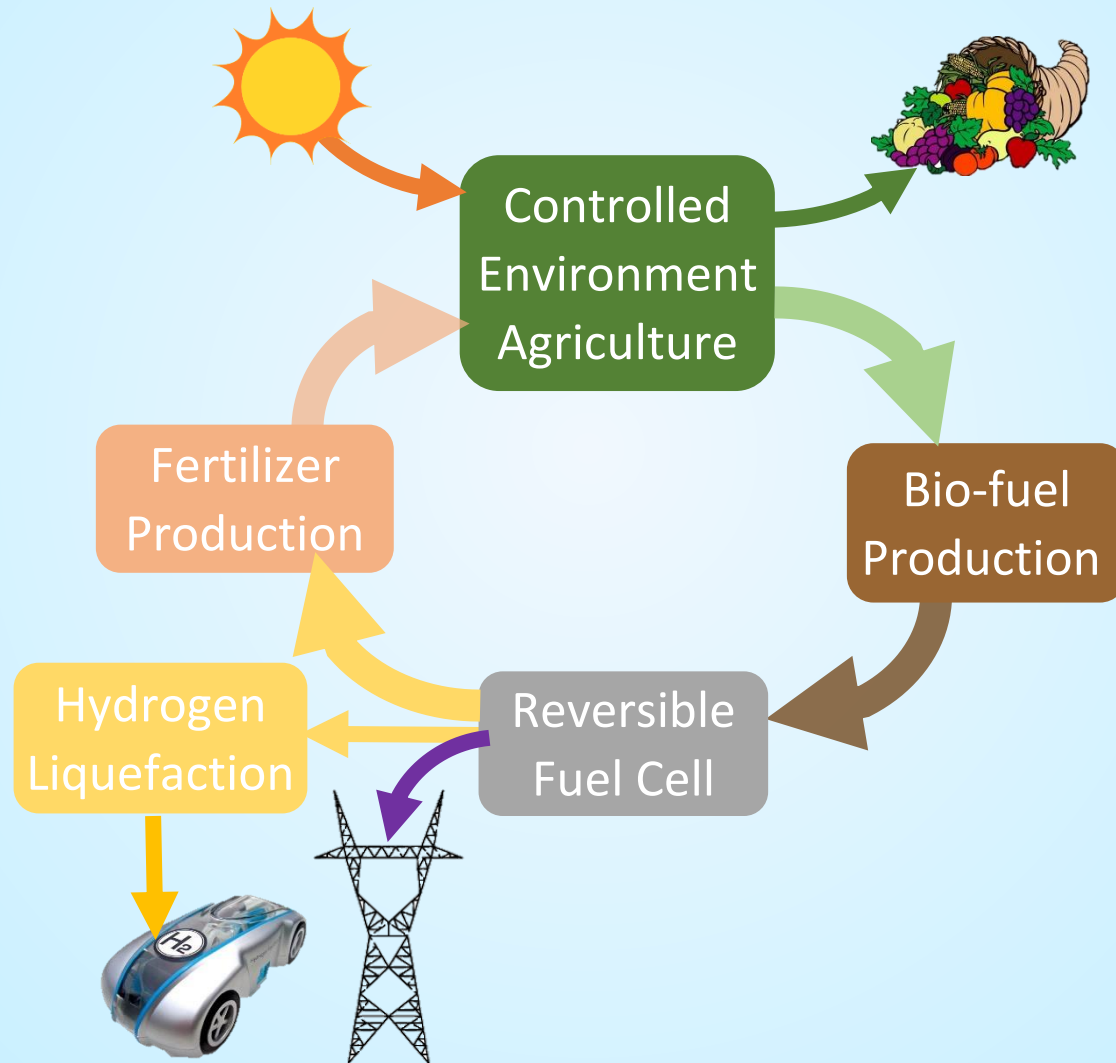 Controlled
Environment
Agriculture
Fertilizer
Production
Bio-fuel
Production
Hydrogen
Liquefaction
Reversible
Fuel Cell
H2